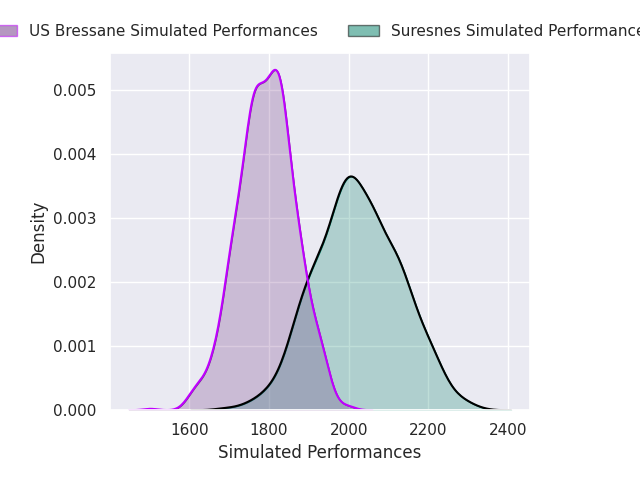 US Bressane Simulated Performances
Suresnes Simulated Performance
0.005
0.004
0.003
0.002
0.001
0.000
Density
1600
1800
2000
2200
2400
Simulated Performances